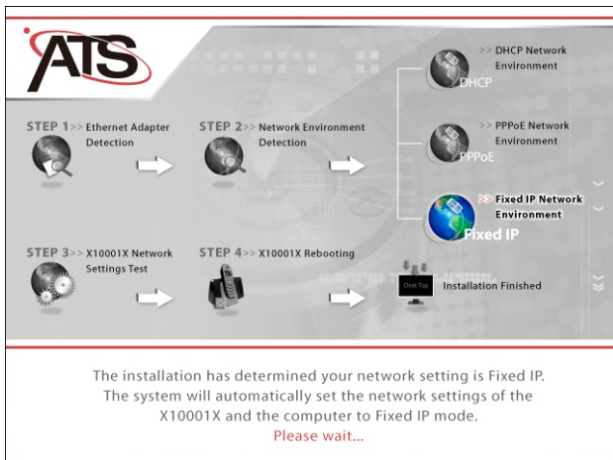 ATS
>> DHCP Network
Environment
DHCP
STEP 1>> Ethernet Adapter
Detection
STEP 2>> Network Environment
Detection
>> PPPoE Network
Environment
PPPoE
>> Fixed IP Network
Environment
Fixed IP
STEP 3>> X10001X Network
Settings Test
STEP 4>> X10001X Rebooting
Desk Top
Installation Finished
The installation has determined your network setting is Fixed IP.
The system will automatically set the network settings of the
X10001X and the computer to Fixed IP mode.
Please wait...